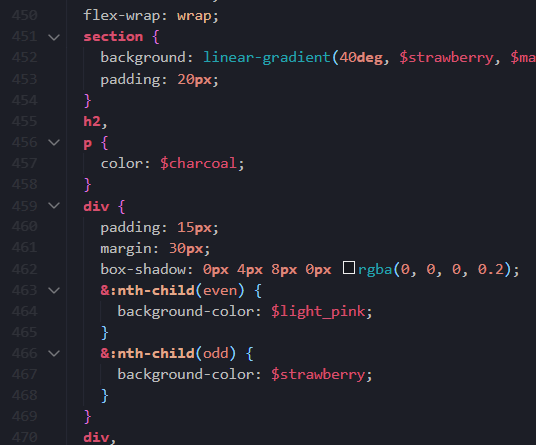 450 flex-wrap: wrap;
451 section {
452 background: linear-gradient(40deg, $strawberry, $ma
453 padding: 20px;
454 }
455 h2,
456 p {
457 color: $charcoal;
458 }
459 div {
460 padding: 15px;
461 margin: 30px;
462 box-shadow: 0px 4px 8px 0px rgba(0, 0, 0, 0.2);
463 &:nth-child(even) {
464 background-color: $light_pink;
465 }
466 &:nth-child(odd) {
467 background-color: $strawberry;
468 }
469 }
470 div,